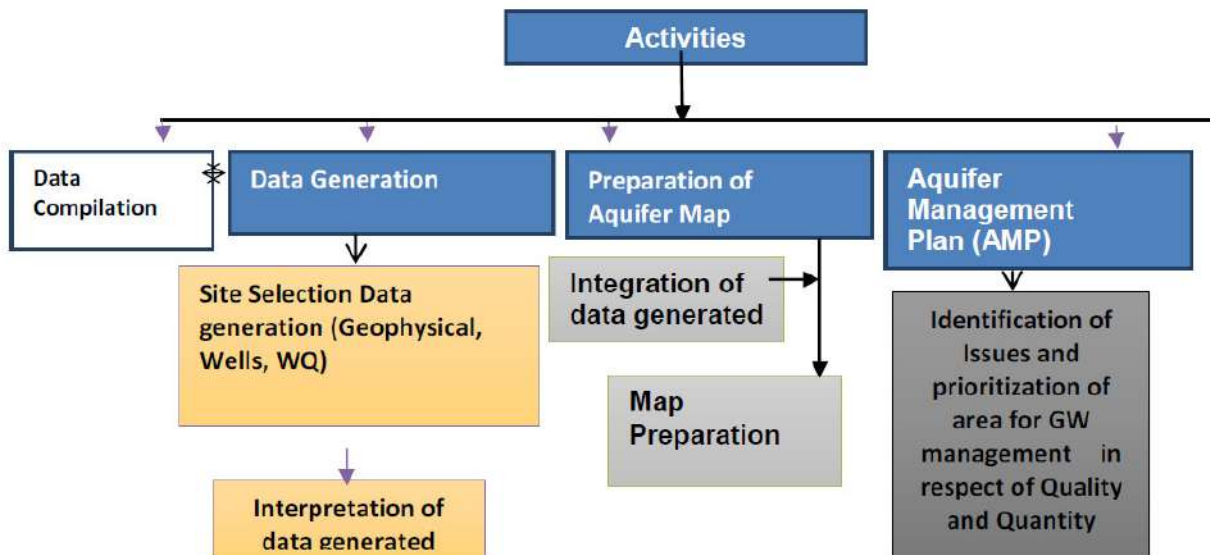 Activities
Data
Compilation
Data Generation
Preparation of
Aquifer Map
Aquifer
Management
Plan (AMP)
Site Selection Data
generation (Geophysical,
Wells, WQ)
Interpretation of
data generated
Integration of
data generated
Map
Preparation
Identification of
Issues and
prioritization of
area for GW
management in
respect of Quality
and Quantity